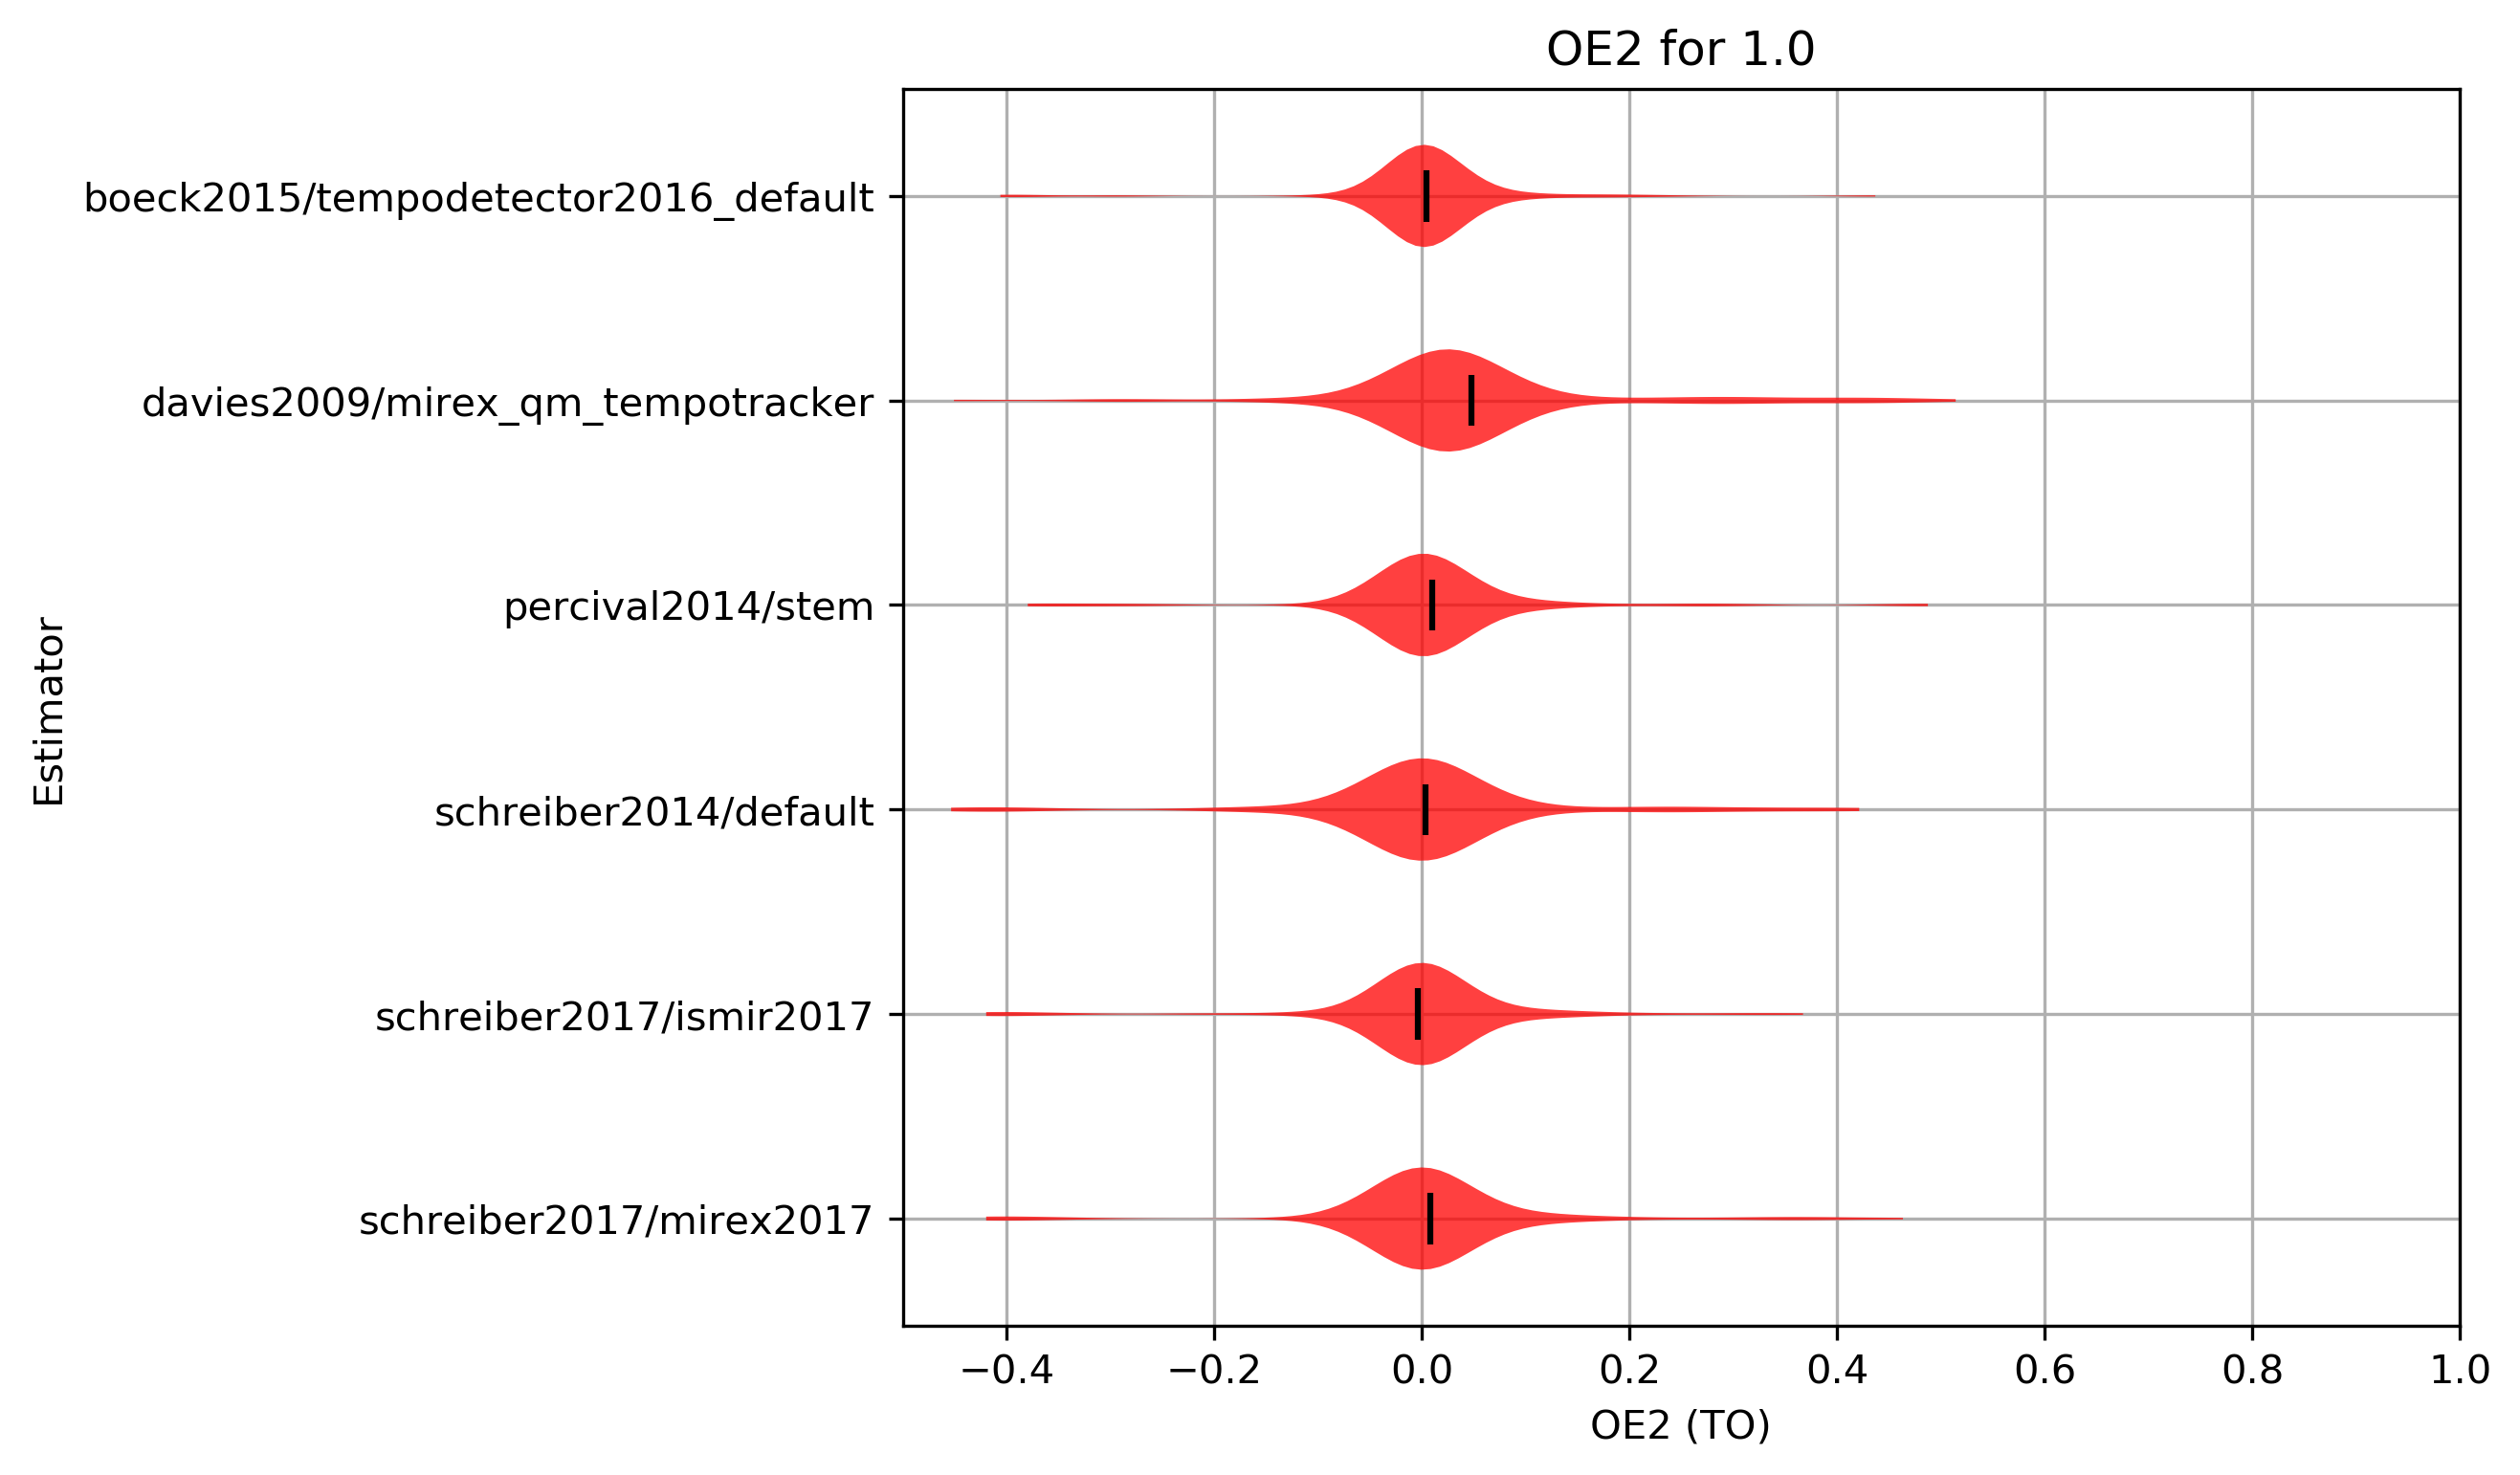 OE2 for 1.0
Estimator
boeck2015/tempodetector2016_default
davies2009/mirex_qm_tempotracker
percival2014/stem
schreiber2014/default
schreiber2017/ismir2017
schreiber2017/mirex2017
−0.4 −0.2 0.0 0.2 0.4 0.6 0.8 1.0
OE2 (TO)